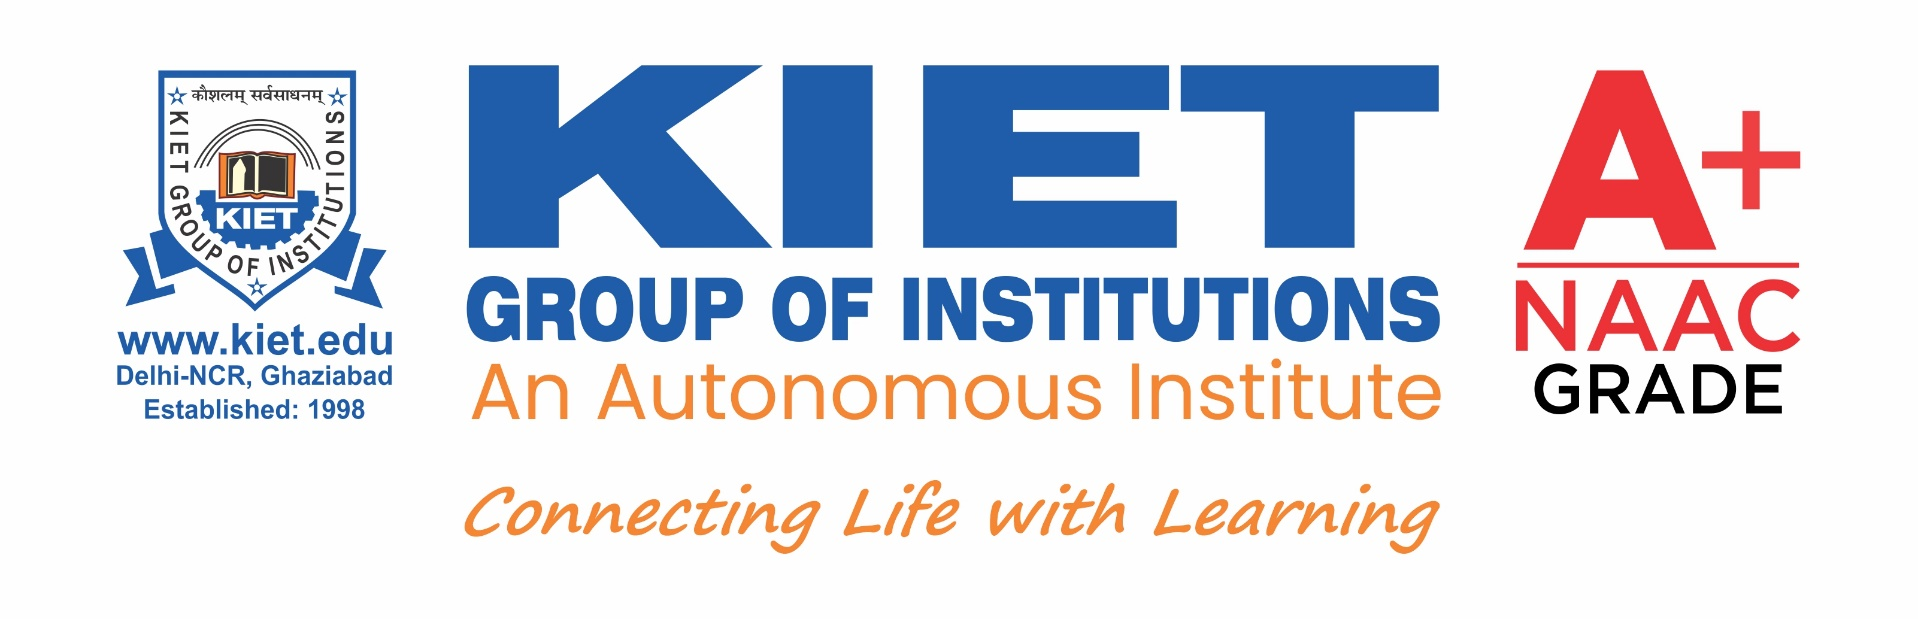 कौशलम् सर्वसाधनम्
KIET GROUP OF INSTITUTIONS
KIET
www.kiet.edu
Delhi-NCR, Ghaziabad
Established: 1998
KIET
GROUP OF INSTITUTIONS
An Autonomous Institute
Connecting Life with Learning
A+
NAAC
GRADE